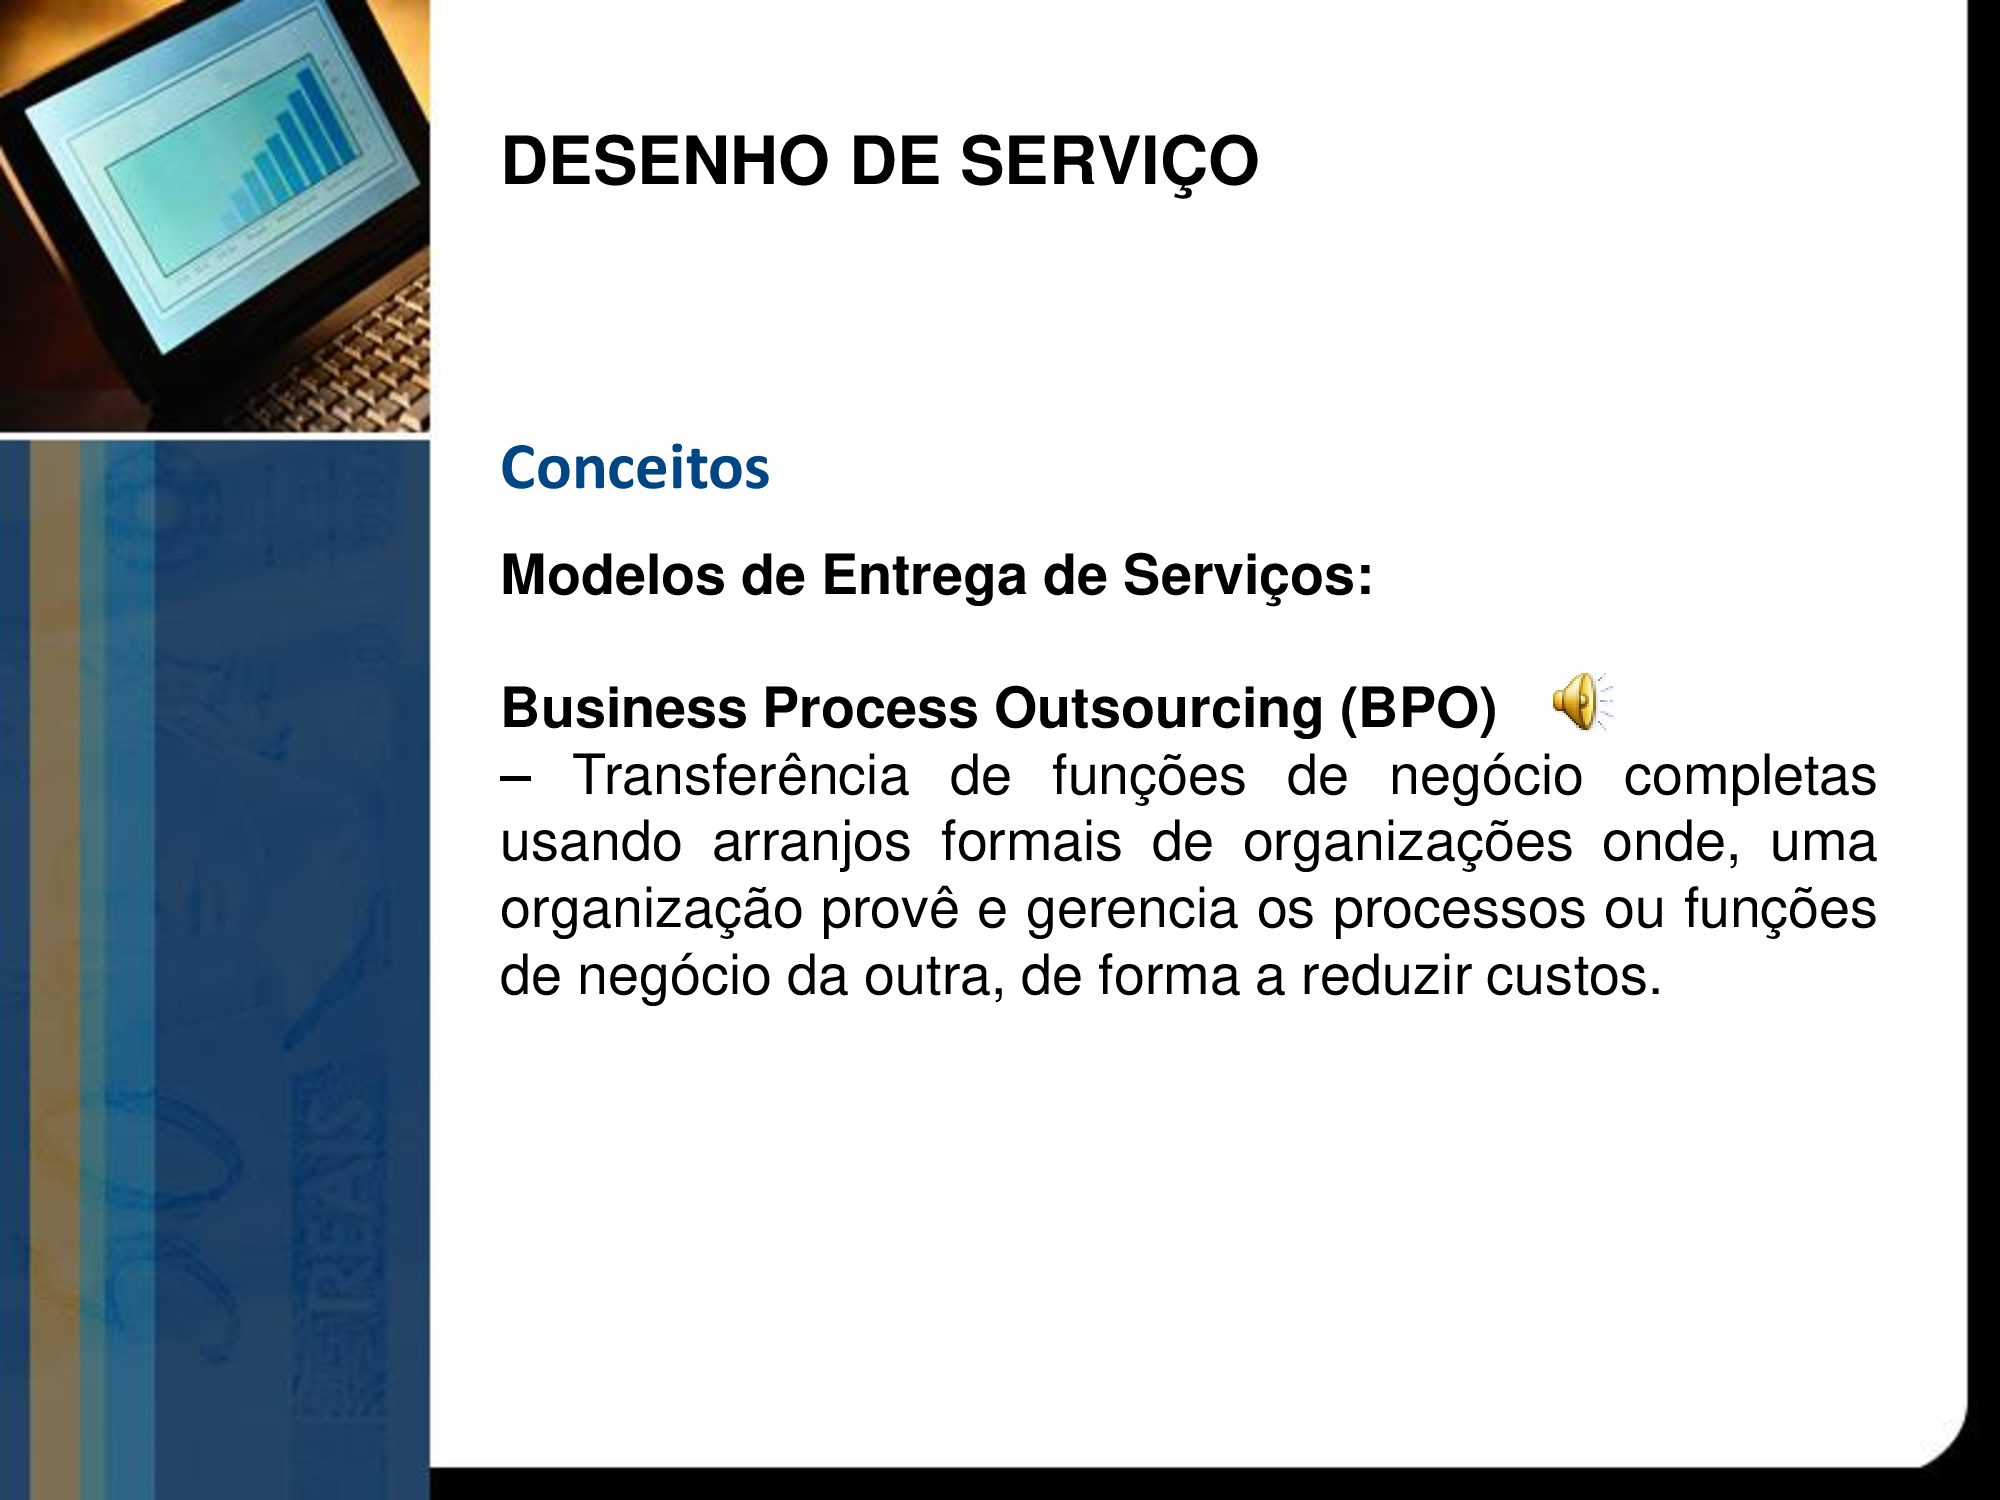 DESENHO DE SERVIÇO
Conceitos
Modelos de Entrega de Serviços:
Business Process Outsourcing (BPO)
– Transferência de funções de negócio completas
usando arranjos formais de organizações onde, uma
organização provê e gerencia os processos ou funções
de negócio da outra, de forma a reduzir custos.
REAIS